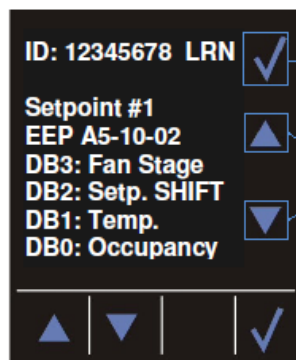 ID: 12345678 LRN
Setpoint #1
EEP A5-10-02
DB3: Fan Stage
DB2: Setp. SHIFT
DB1: Temp.
DB0: Occupancy